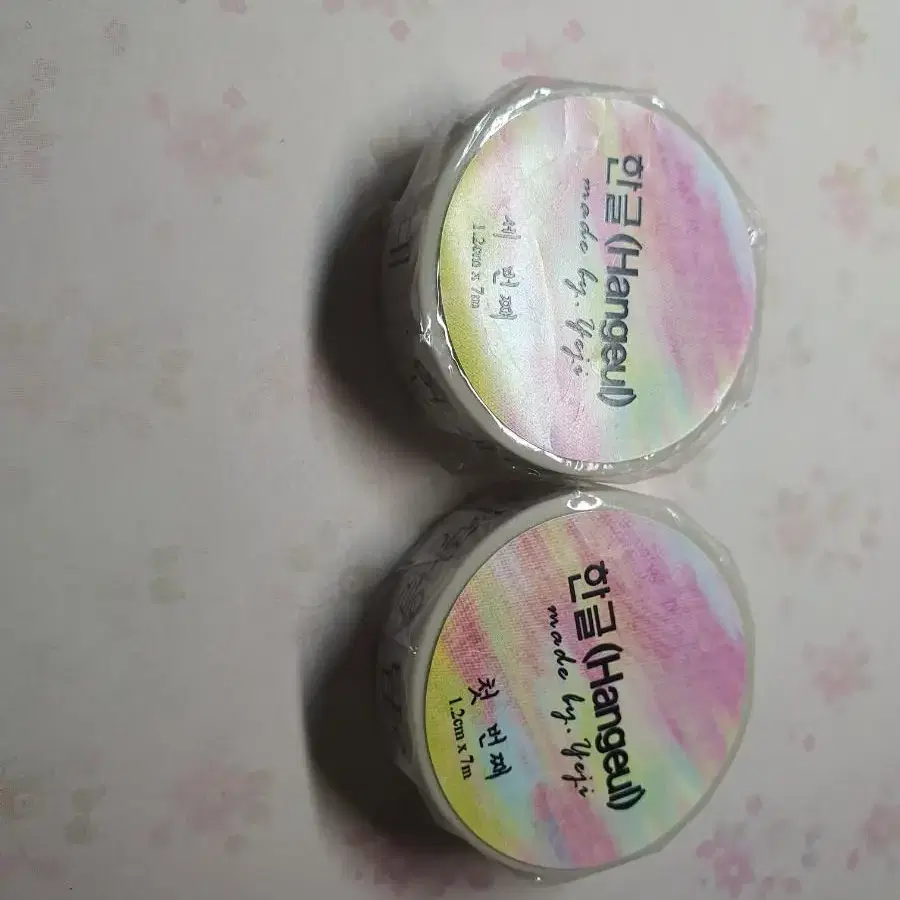 한글 (Hangeul)
made by. Yeji
세 번째
1.2cm x 7m
한글 (Hangeul)
made by. Yeji
첫 번째
1.2cm x 7m